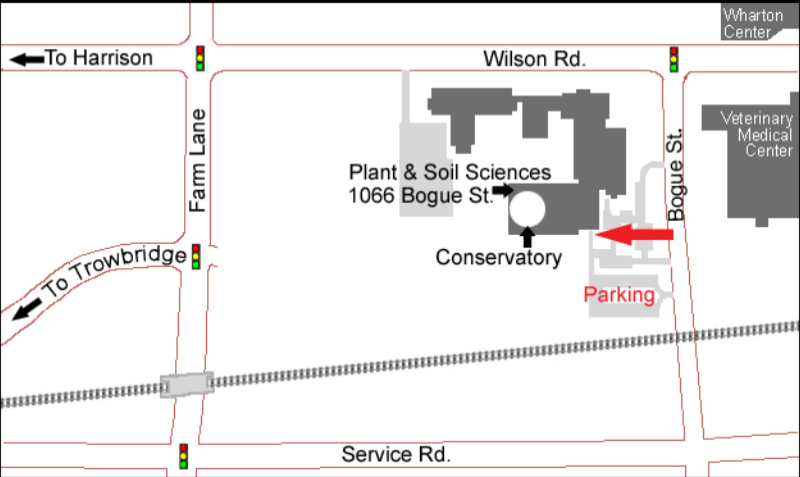 Wharton
Center
To Harrison
Wilson Rd.
Farm Lane
Veterinary
Medical
Center
Bogue St.
Plant & Soil Sciences
1066 Bogue St.
Conservatory
To Trowbridge
Parking
Service Rd.